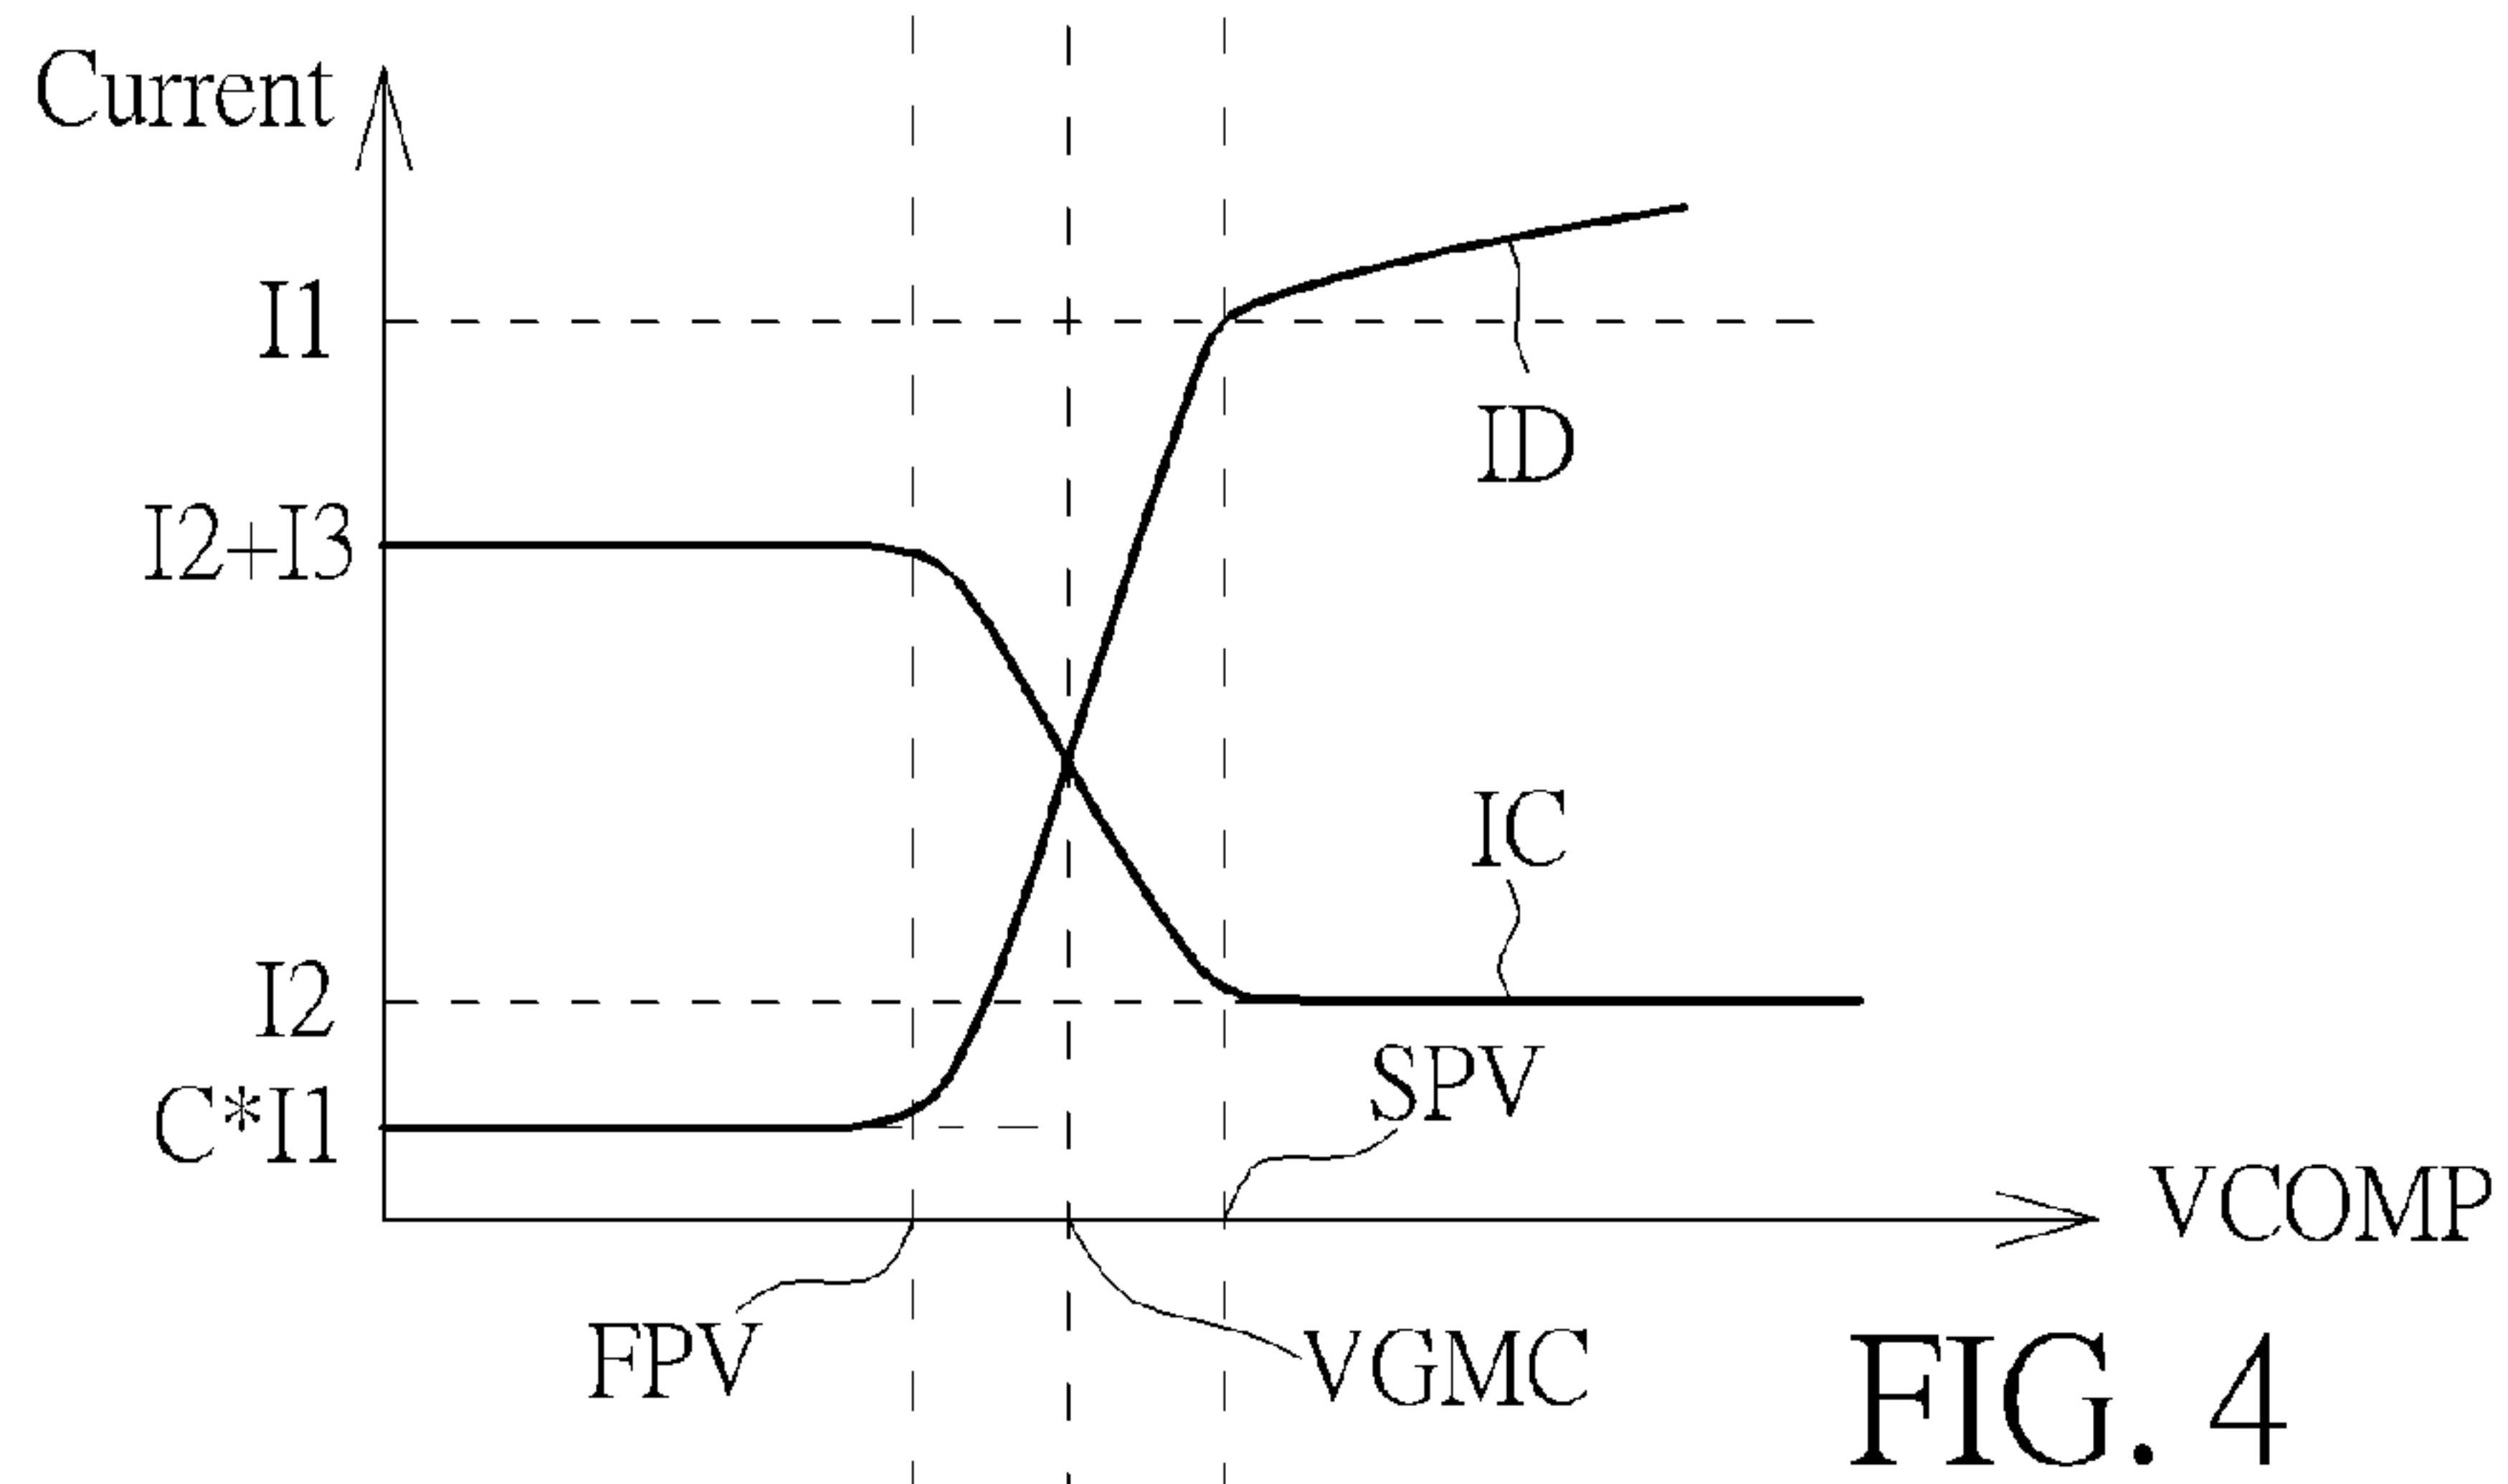 Current
I1
ID
I2+I3
IC
I2
SPV
C*I1
VCOMP
FPV
VGMC
FIG. 4